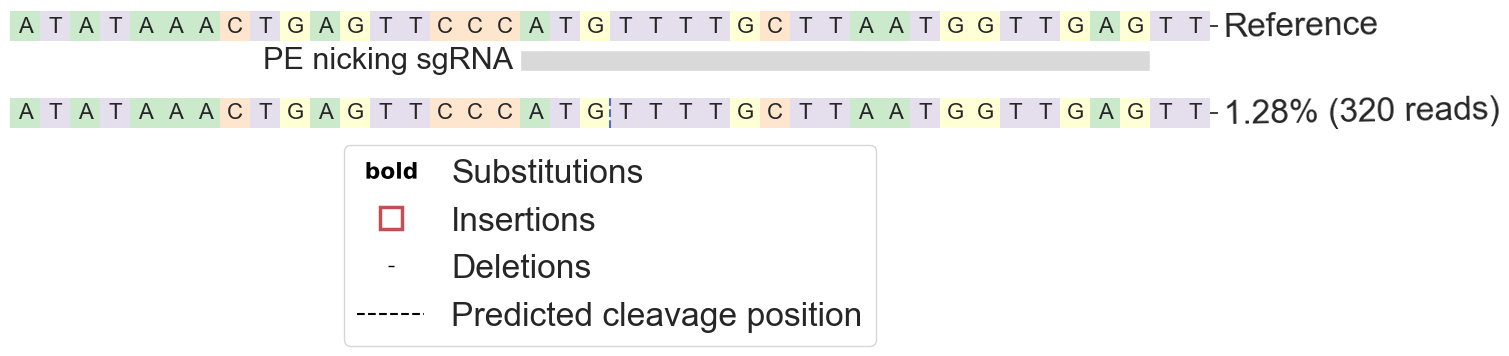 A T A T A A A C T G A G T T C C C A T G T T T T G C T T A A T G G T T G A G T T Reference
PE nicking sgRNA
A T A T A A A C T G A G T T C C C A T G T T T T G C T T A A T G G T T G A G T T 1.28% (320 reads)
bold Substitutions
Insertions
- Deletions
Predicted cleavage position